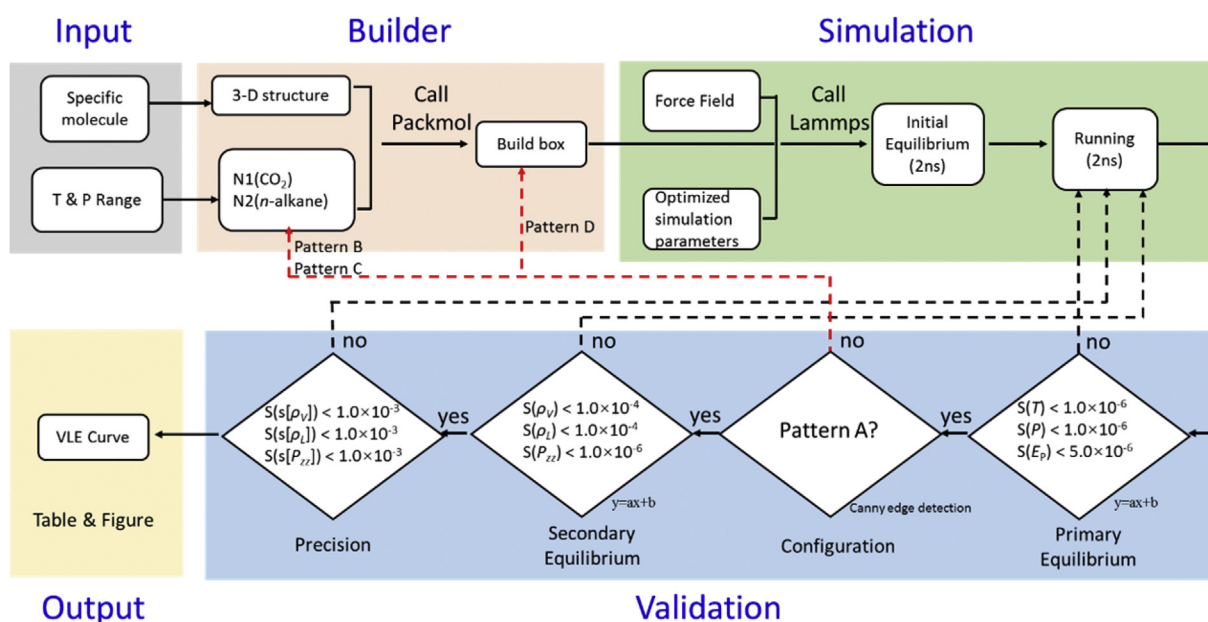 Input
Builder
Simulation
Specific
molecule
3-D structure
Call
Packmol
Build box
Force Field
Call
Lammps
Initial
Equilibrium
(2ns)
Running
(2ns)
T & P Range
N1(CO₂)
N2(n-alkane)
Optimized
simulation
parameters
Pattern B
Pattern C
Pattern D
no
no
no
no
VLE Curve
S(s[ρV]) < 1.0×10⁻³
S(s[ρL]) < 1.0×10⁻³
S(s[Pzz]) < 1.0×10⁻³
yes
S(ρV) < 1.0×10⁻⁴
S(ρL) < 1.0×10⁻⁴
S(Pzz) < 1.0×10⁻⁶
yes
Pattern A?
yes
S(T) < 1.0×10⁻⁶
S(P) < 1.0×10⁻⁶
S(EP) < 5.0×10⁻⁶
y=ax+b
Canny edge detection
y=ax+b
Table & Figure
Precision
Secondary
Equilibrium
Configuration
Primary
Equilibrium
Output
Validation